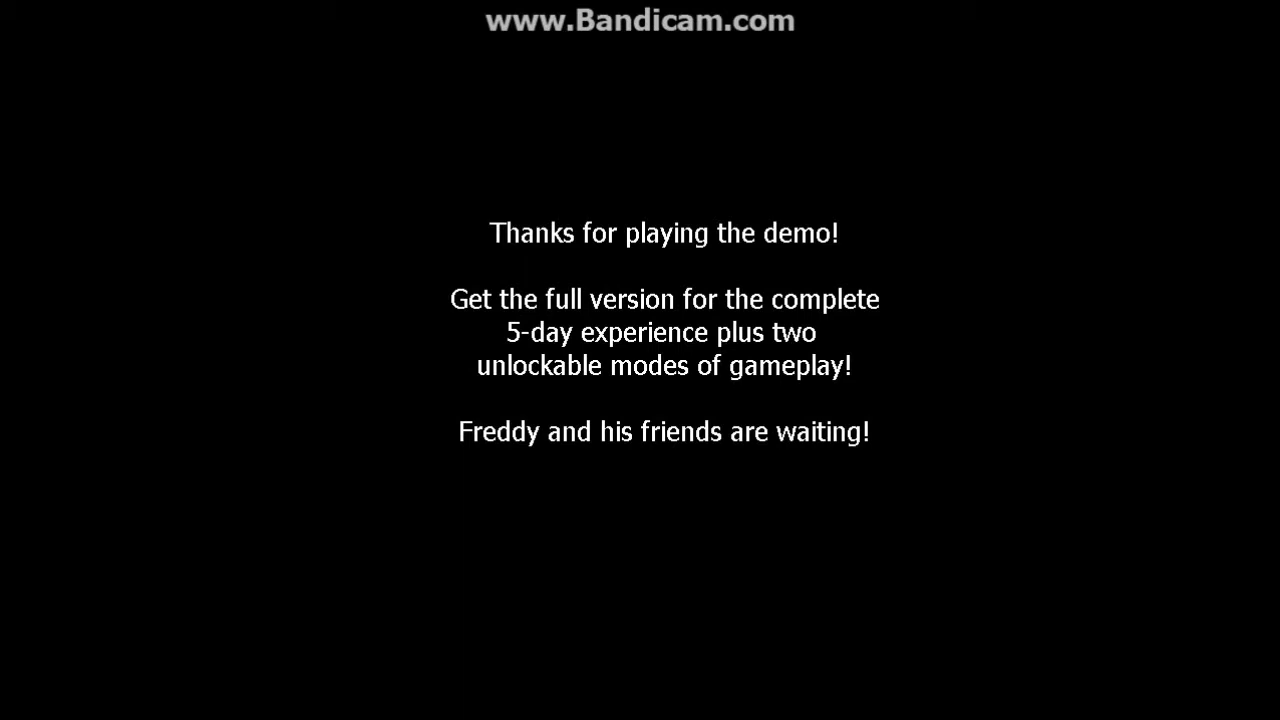 www.Bandicam.com
Thanks for playing the demo!
Get the full version for the complete
5-day experience plus two
unlockable modes of gameplay!
Freddy and his friends are waiting!